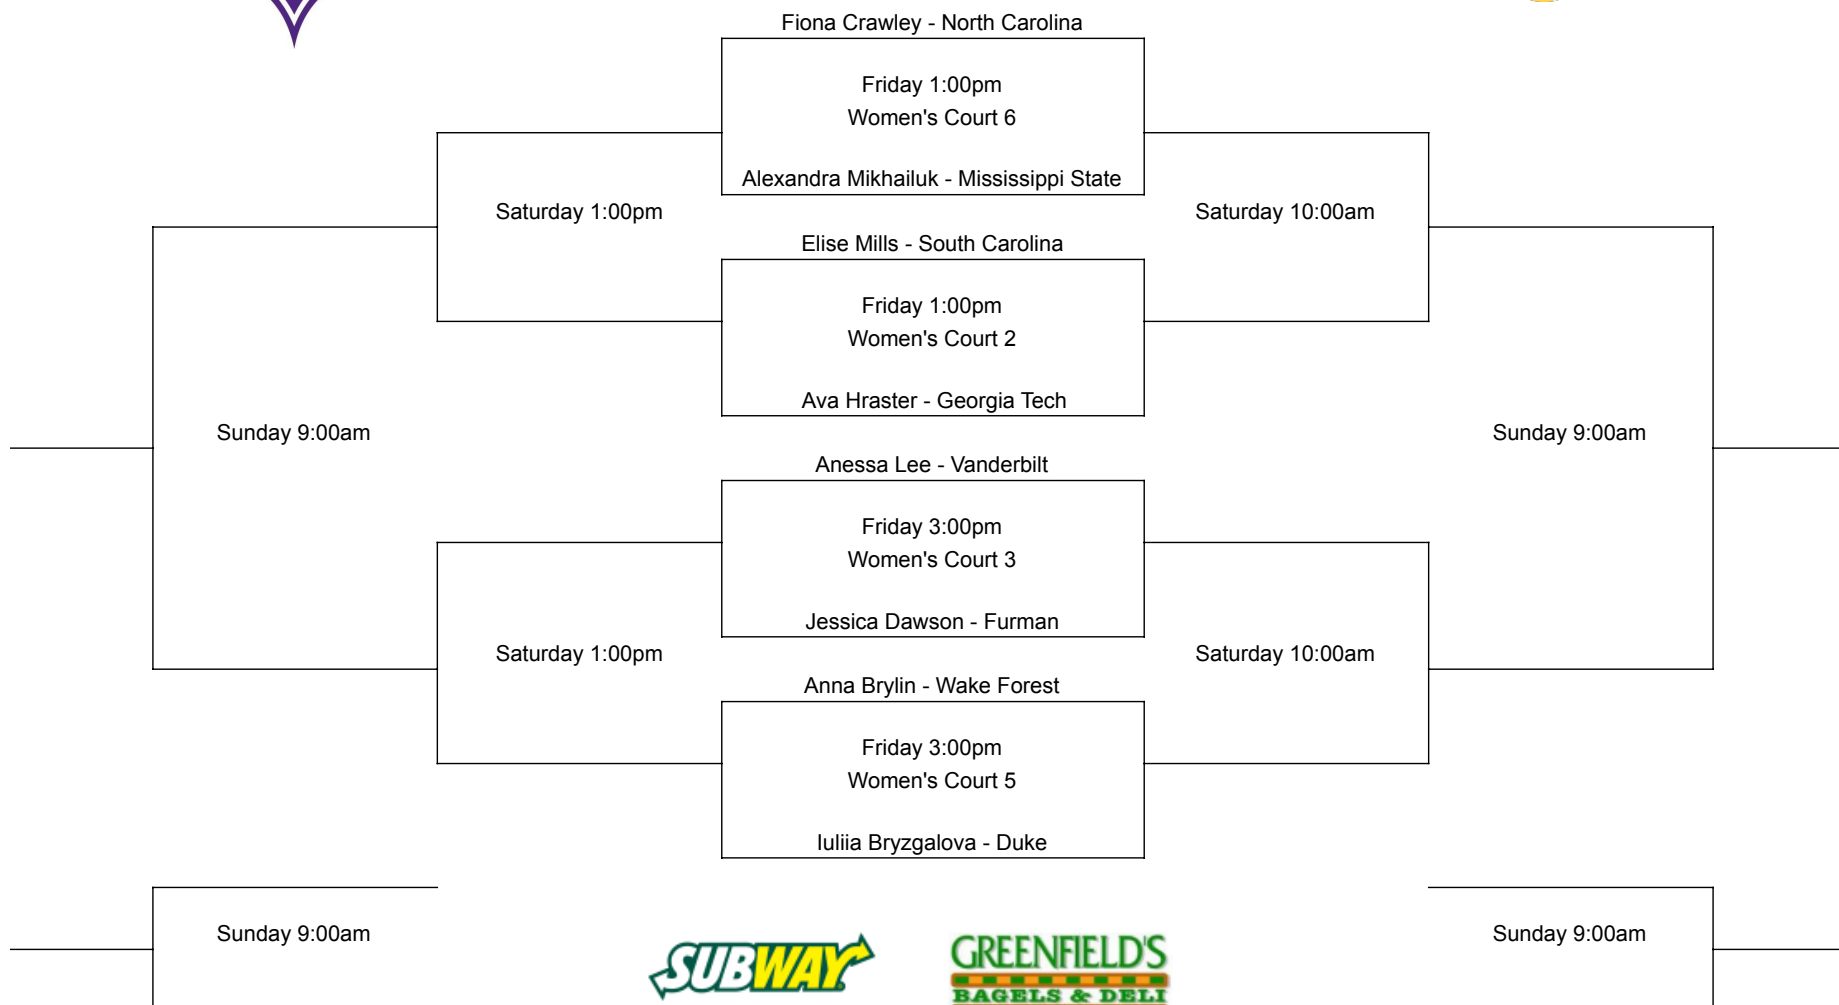 Fiona Crawley - North Carolina
Friday 1:00pm
Women's Court 6
Alexandra Mikhailuk - Mississippi State
Saturday 1:00pm
Saturday 10:00am
Elise Mills - South Carolina
Friday 1:00pm
Women's Court 2
Ava Hraster - Georgia Tech
Sunday 9:00am
Sunday 9:00am
Anessa Lee - Vanderbilt
Friday 3:00pm
Women's Court 3
Jessica Dawson - Furman
Saturday 1:00pm
Saturday 10:00am
Anna Brylin - Wake Forest
Friday 3:00pm
Women's Court 5
Iuliia Bryzgalova - Duke
Sunday 9:00am
Sunday 9:00am
SUBWAY
GREENFIELD'S
BAGELS & DELI